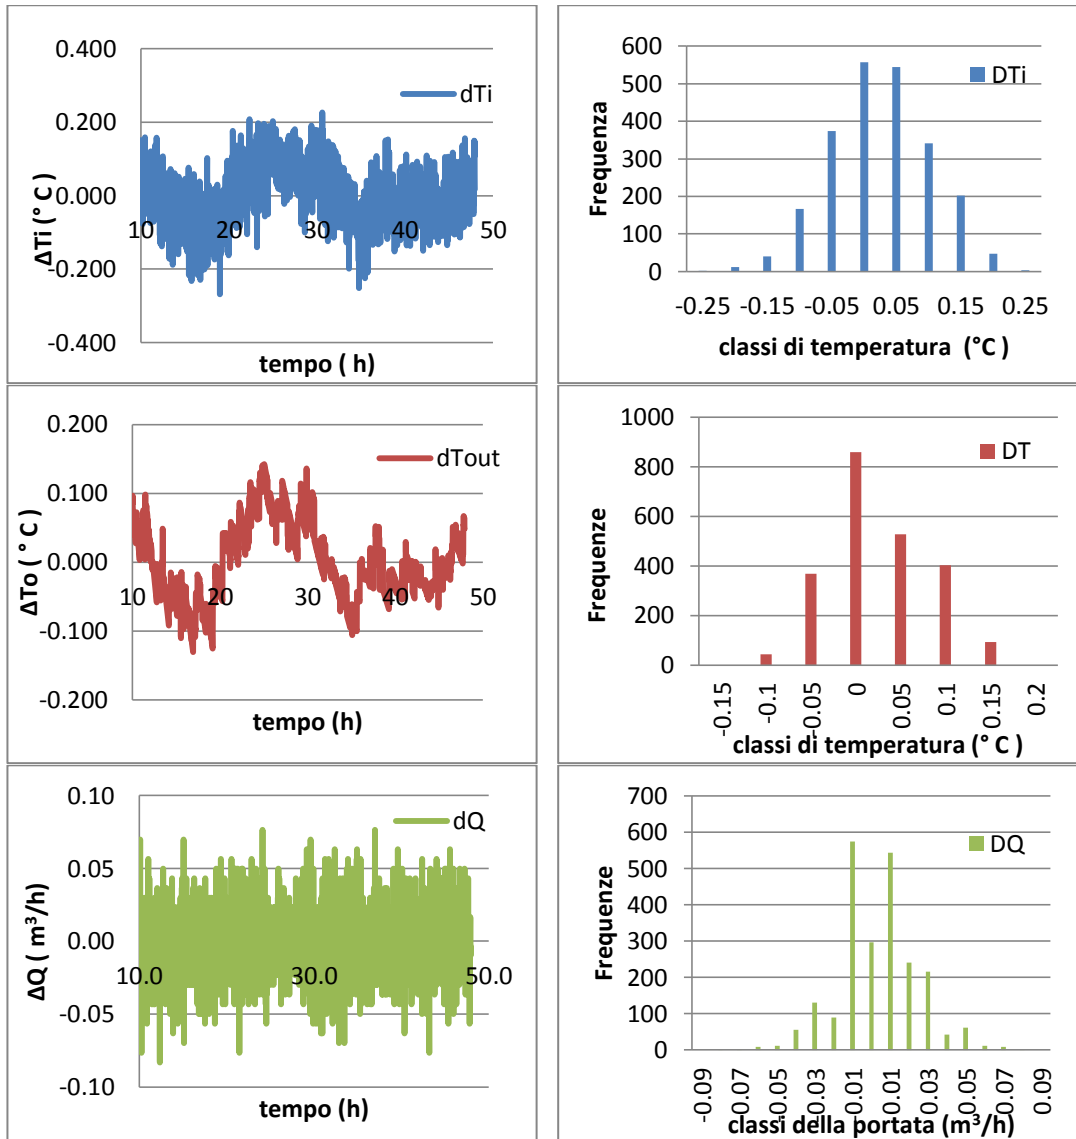 0.400
0.200
0.000
-0.200
-0.400
10 20 30 40 50
ΔTi (° C )
tempo ( h)
dTi
600
500
400
300
200
100
0
-0.25 -0.15 -0.05 0.05 0.15 0.25
Frequenza
classi di temperatura (°C )
DTi
0.200
0.100
0.000
-0.100
-0.200
10 20 30 40 50
ΔTo ( ° C )
tempo (h)
dTout
1000
800
600
400
200
0
-0.15 -0.1 -0.05 0 0.05 0.1 0.15 0.2
Frequenze
classi di temperatura (° C )
DT
0.10
0.05
0.00
-0.05
-0.10
10.0 30.0 50.0
ΔQ ( m³/h)
tempo (h)
dQ
700
600
500
400
300
200
100
0
-0.09 -0.07 -0.05 -0.03 -0.01 0.01 0.03 0.05 0.07 0.09
Frequenze
classi della portata (m³/h)
DQ